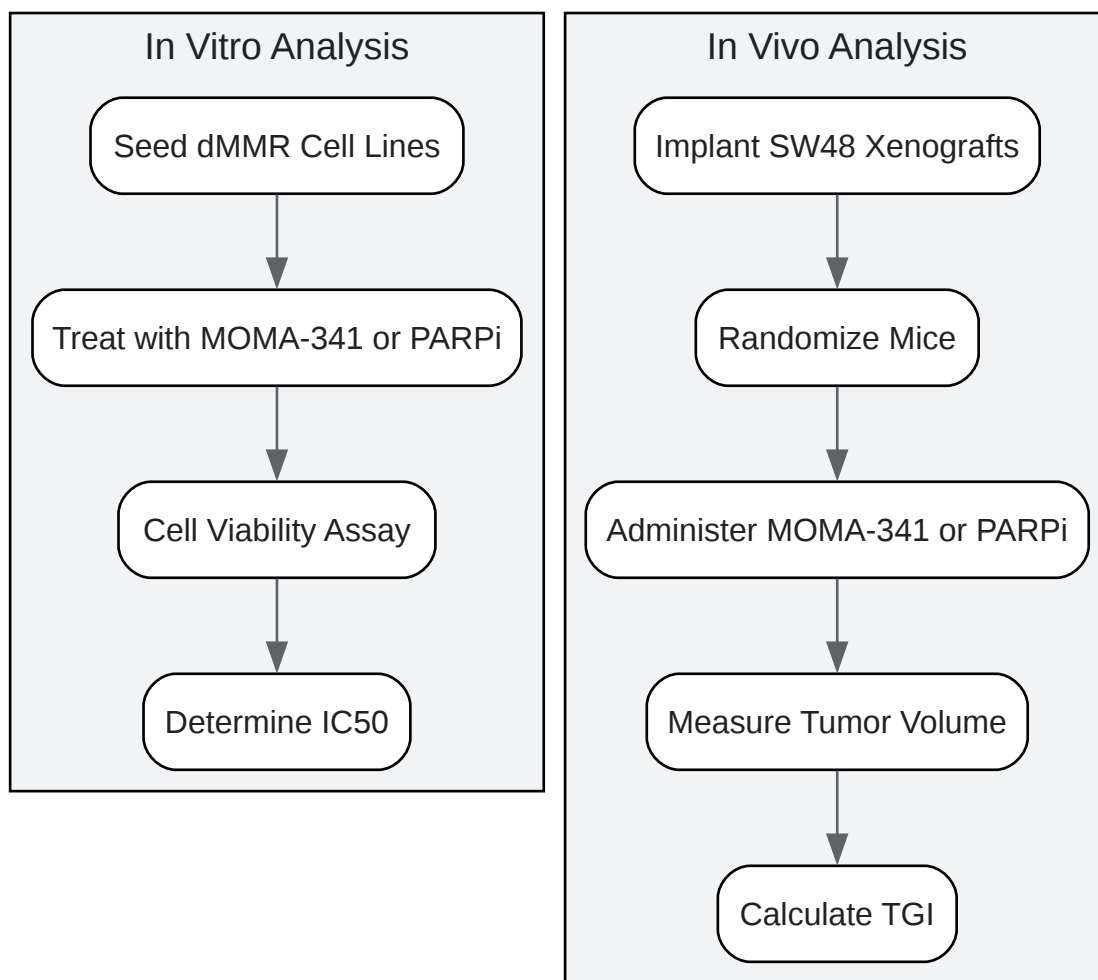 In Vitro Analysis
Seed dMMR Cell Lines
Treat with MOMA-341 or PARPi
Cell Viability Assay
Determine IC50
In Vivo Analysis
Implant SW48 Xenografts
Randomize Mice
Administer MOMA-341 or PARPi
Measure Tumor Volume
Calculate TGI